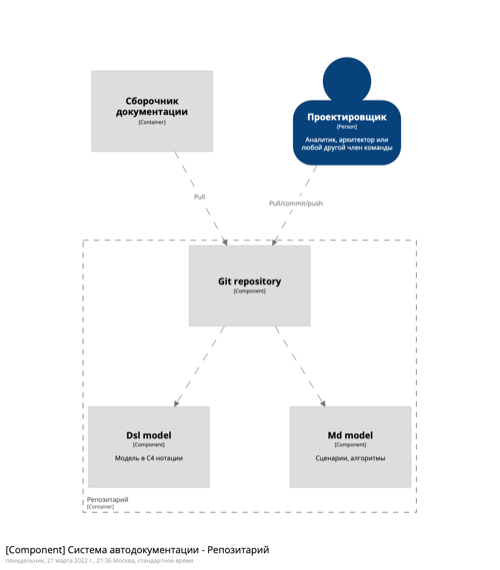 Сборочник
документации
[Container]
Проектировщик
[Person]
Аналитик, архитектор или
любой другой член команды
Pull
Pull/commit/push
Git repository
[Component]
Dsl model
[Component]
Модель в C4 нотации
Md model
[Component]
Сценарии, алгоритмы
Репозитарий
[Container]
[Component] Система автодокументации - Репозитарий
понедельник, 21 марта 2022 г., 21:36 Москва, стандартное время